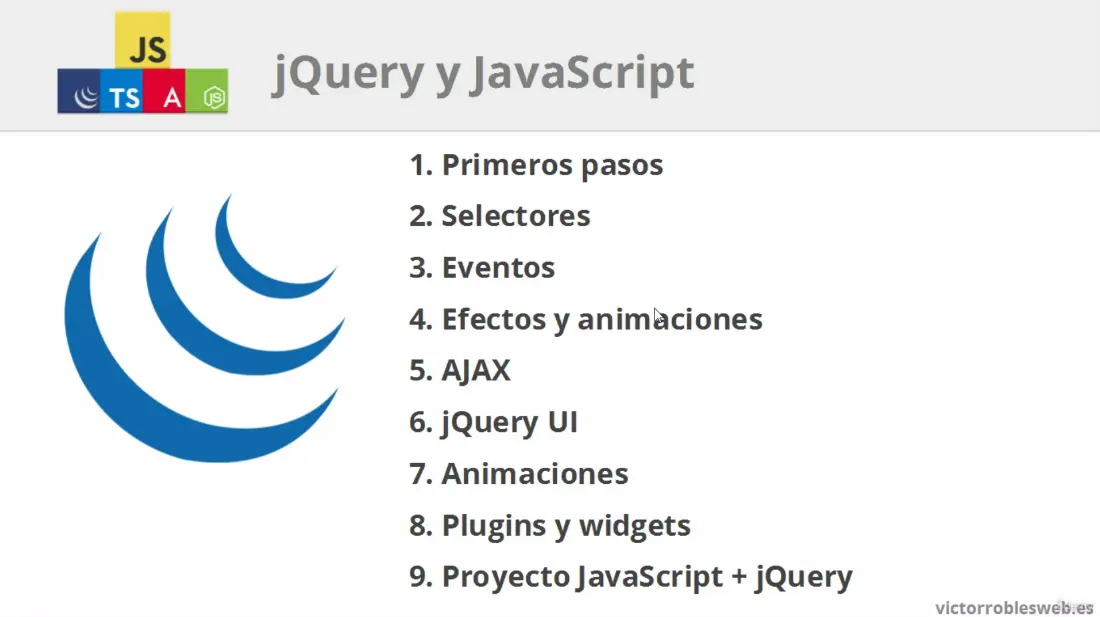 JS
TS A JS
jQuery y JavaScript
1. Primeros pasos
2. Selectores
3. Eventos
4. Efectos y animaciones
5. AJAX
6. jQuery UI
7. Animaciones
8. Plugins y widgets
9. Proyecto JavaScript + jQuery
victorroblesweb.es